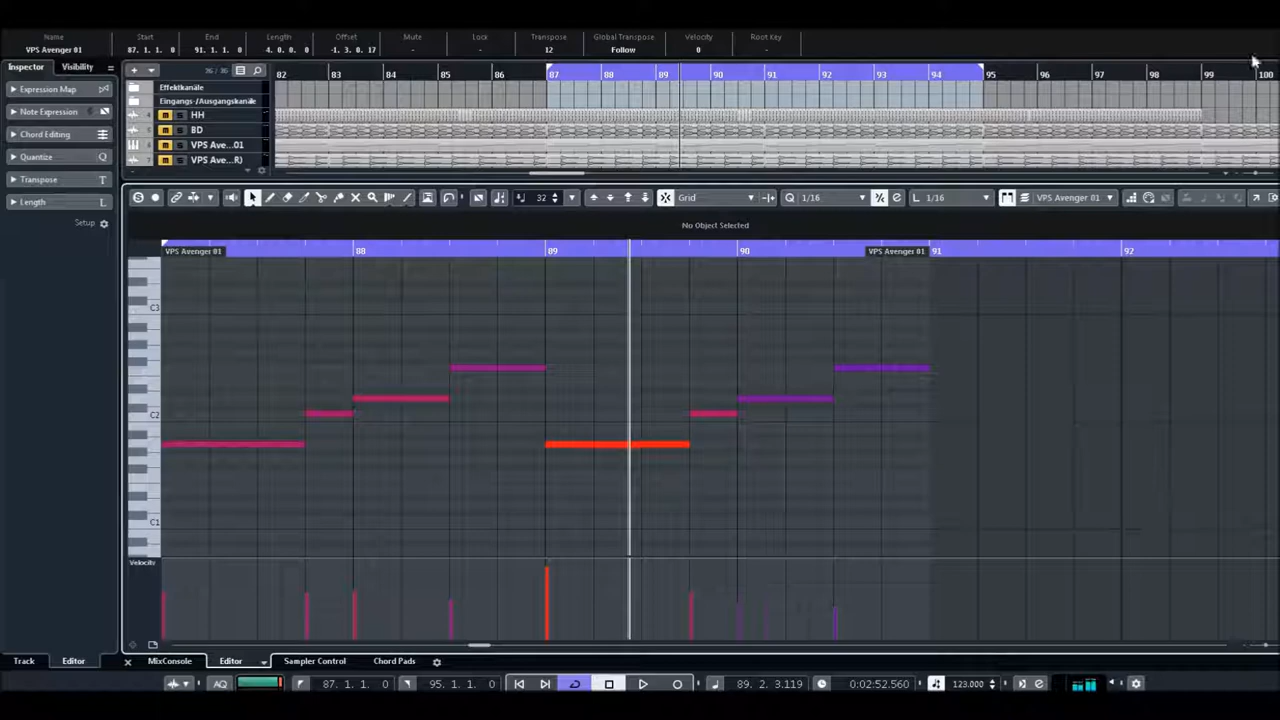 Name Start End Length Offset Mute Lock Transpose Global Transpose Velocity Root Key
VPS Avenger 01 87. 1. 1. 0 91. 1. 1. 0 4. 0. 0. 0 -1. 3. 0. 17 - - 12 Follow 0 -
Inspector Visibility
82 83 84 85 86 87 88 89 90 91 92 93 94 95 96 97 98 99 100
Expression Map
Effektkanäle
Eingangs-/Ausgangskanäle
Note Expression
4 m S HH
Chord Editing
5 m S BD
6 m S VPS Ave...01
Quantize Q
7 m S VPS Ave...R)
Transpose T
Length L
S 32 Grid Q 1/16 e L 1/16 VPS Avenger 01
Setup
No Object Selected
VPS Avenger 01 88 89 90 VPS Avenger 01 91 92
C3
C2
C1
Velocity
Track Editor MixConsole Editor Sampler Control Chord Pads
AQ 87. 1. 1. 0 95. 1. 1. 0 89. 2. 3.119 0:02:52.560 123.000